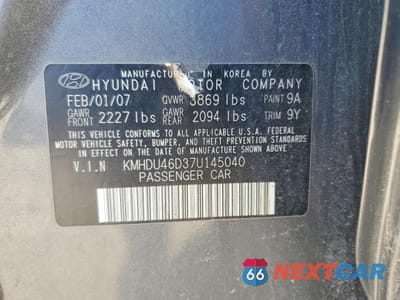 MANUFACTURED IN KOREA BY
HYUNDAI MOTOR COMPANY
FEB/01/07 GVWR 3869 lbs PAINT 9A
GAWR FRONT 2227 lbs GAWR REAR 2094 lbs TRIM 9Y
THIS VEHICLE CONFORMS TO ALL APPLICABLE U.S.A. FEDERAL
MOTOR VEHICLE SAFETY, BUMPER, AND THEFT PREVENTION STANDARDS
IN EFFECT ON THE DATE OF MANUFACTURE SHOWN ABOVE.
V.I.N KMHDU46D37U145040
PASSENGER CAR
66 NEXTCAR